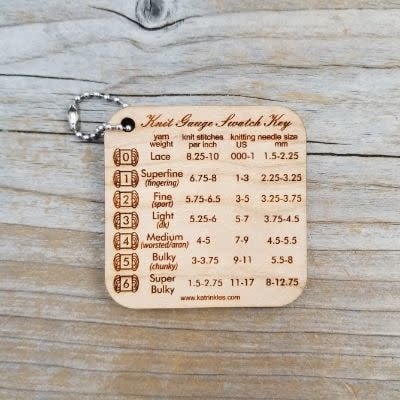 Knit Gauge Swatch Key
yarn weight knit stitches per inch knitting needle size US mm
0 Lace 8.25-10 000-1 1.5-2.25
1 Superfine (fingering) 6.75-8 1-3 2.25-3.25
2 Fine (sport) 5.75-6.5 3-5 3.25-3.75
3 Light (dk) 5.25-6 5-7 3.75-4.5
4 Medium (worsted/aran) 4-5 7-9 4.5-5.5
5 Bulky (chunky) 3-3.75 9-11 5.5-8
6 Super Bulky 1.5-2.75 11-17 8-12.75
www.katrinkles.com